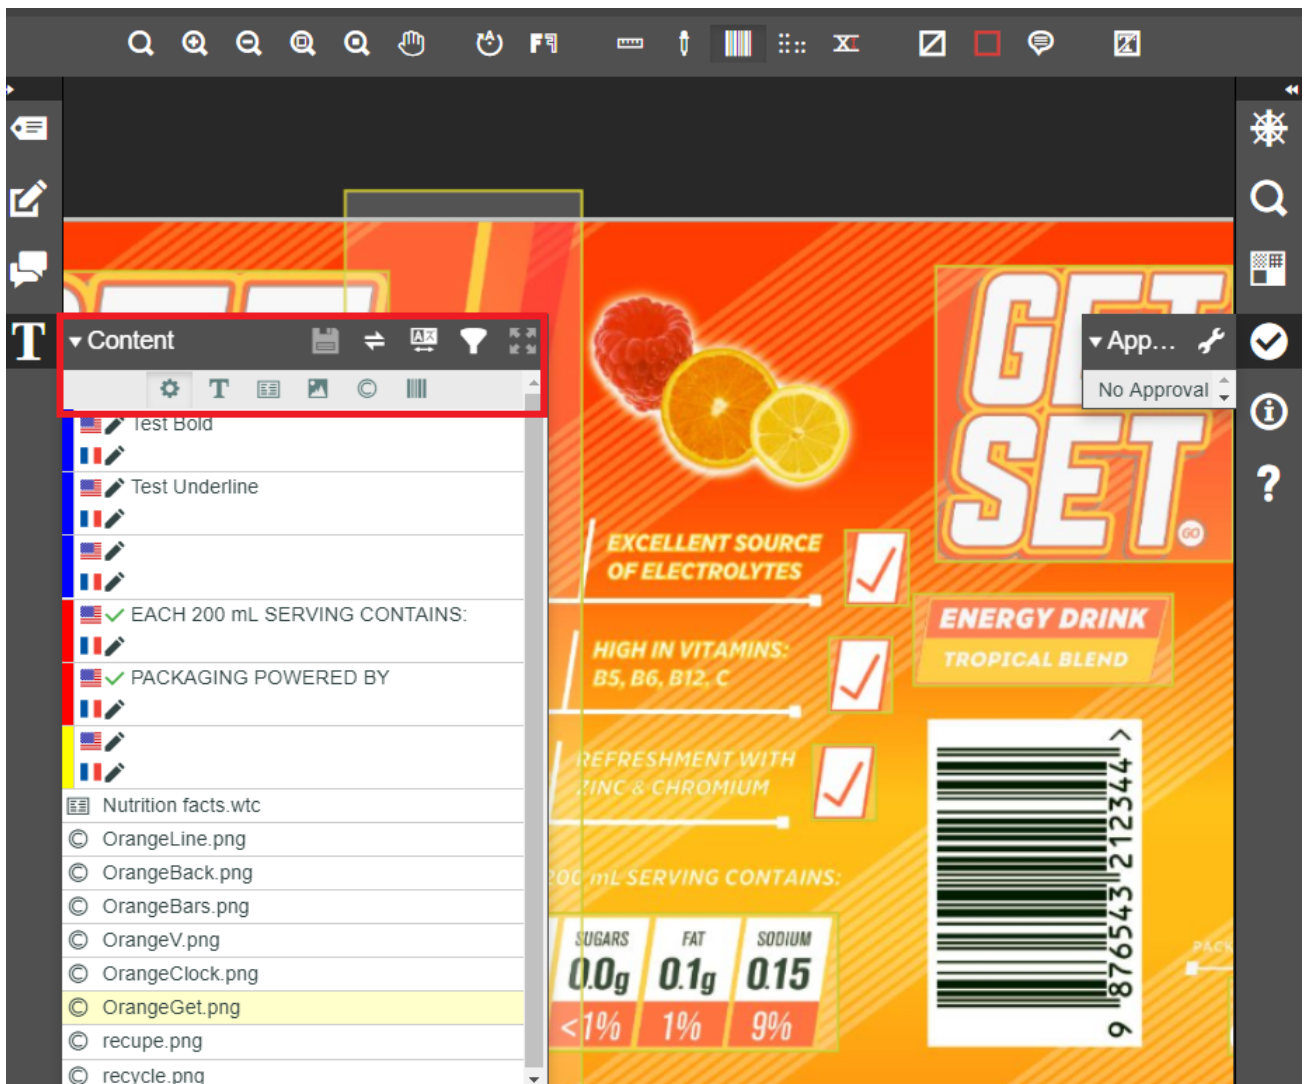 Content
App...
No Approval
Test Bold
Test Underline
EACH 200 mL SERVING CONTAINS:
PACKAGING POWERED BY
Nutrition facts.wtc
OrangeLine.png
OrangeBack.png
OrangeBars.png
OrangeV.png
OrangeClock.png
OrangeGet.png
recupe.png
recycle.png
GET
SET
GO
EXCELLENT SOURCE
OF ELECTROLYTES
HIGH IN VITAMINS:
B5, B6, B12, C
REFRESHMENT WITH
ZINC & CHROMIUM
ENERGY DRINK
TROPICAL BLEND
200 mL SERVING CONTAINS:
SUGARS FAT SODIUM
0.0g 0.1g 0.15
<1% 1% 9%
9 876543 212344 >
PACK